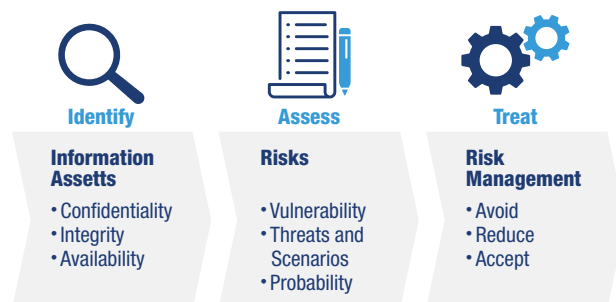 Identify
Information
Assetts
• Confidentiality
• Integrity
• Availability
Assess
Risks
• Vulnerability
• Threats and
Scenarios
• Probability
Treat
Risk
Management
• Avoid
• Reduce
• Accept